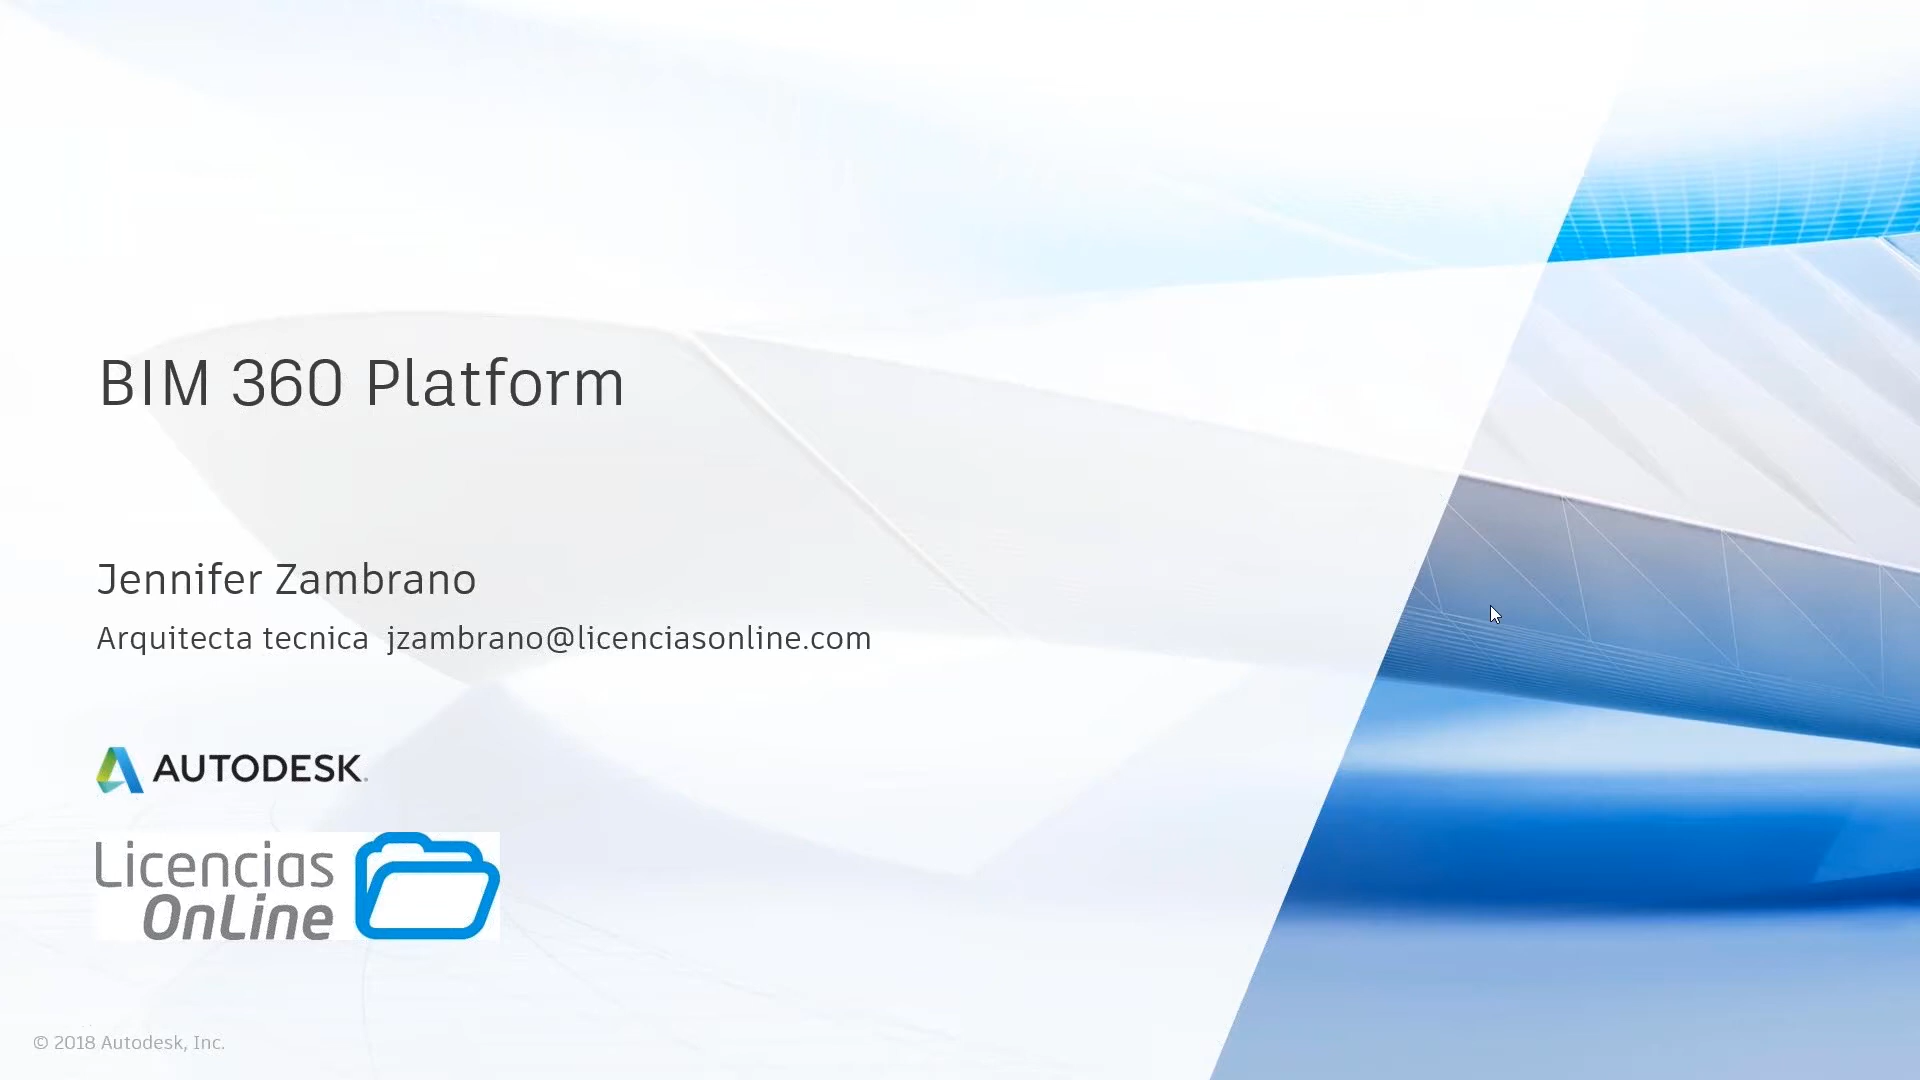 BIM 360 Platform
Jennifer Zambrano
Arquitecta tecnica  jzambrano@licenciasonline.com
AUTODESK.
Licencias
OnLine
© 2018 Autodesk, Inc.